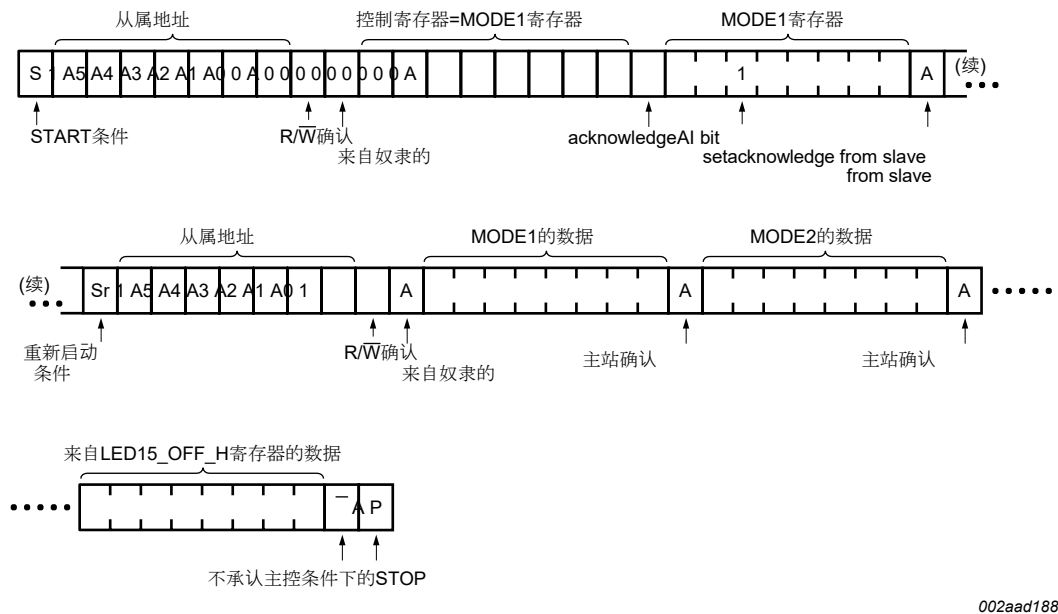 从属地址 控制寄存器=MODE1寄存器 MODE1寄存器
S 1 A5 A4 A3 A2 A1 A0 0 A 0 0 0 0 0 0 0 0 0 A 1 A (续)
START条件 R/W̅确认 acknowledgeAI bit
来自奴隶的 setacknowledge from slave
from slave
从属地址 MODE1的数据 MODE2的数据
(续) Sr 1 A5 A4 A3 A2 A1 A0 1 A A A
重新启动 R/W̅确认 主站确认 主站确认
条件 来自奴隶的
来自LED15_OFF_H寄存器的数据
A̅ P
不承认主控条件下的STOP
002aad188